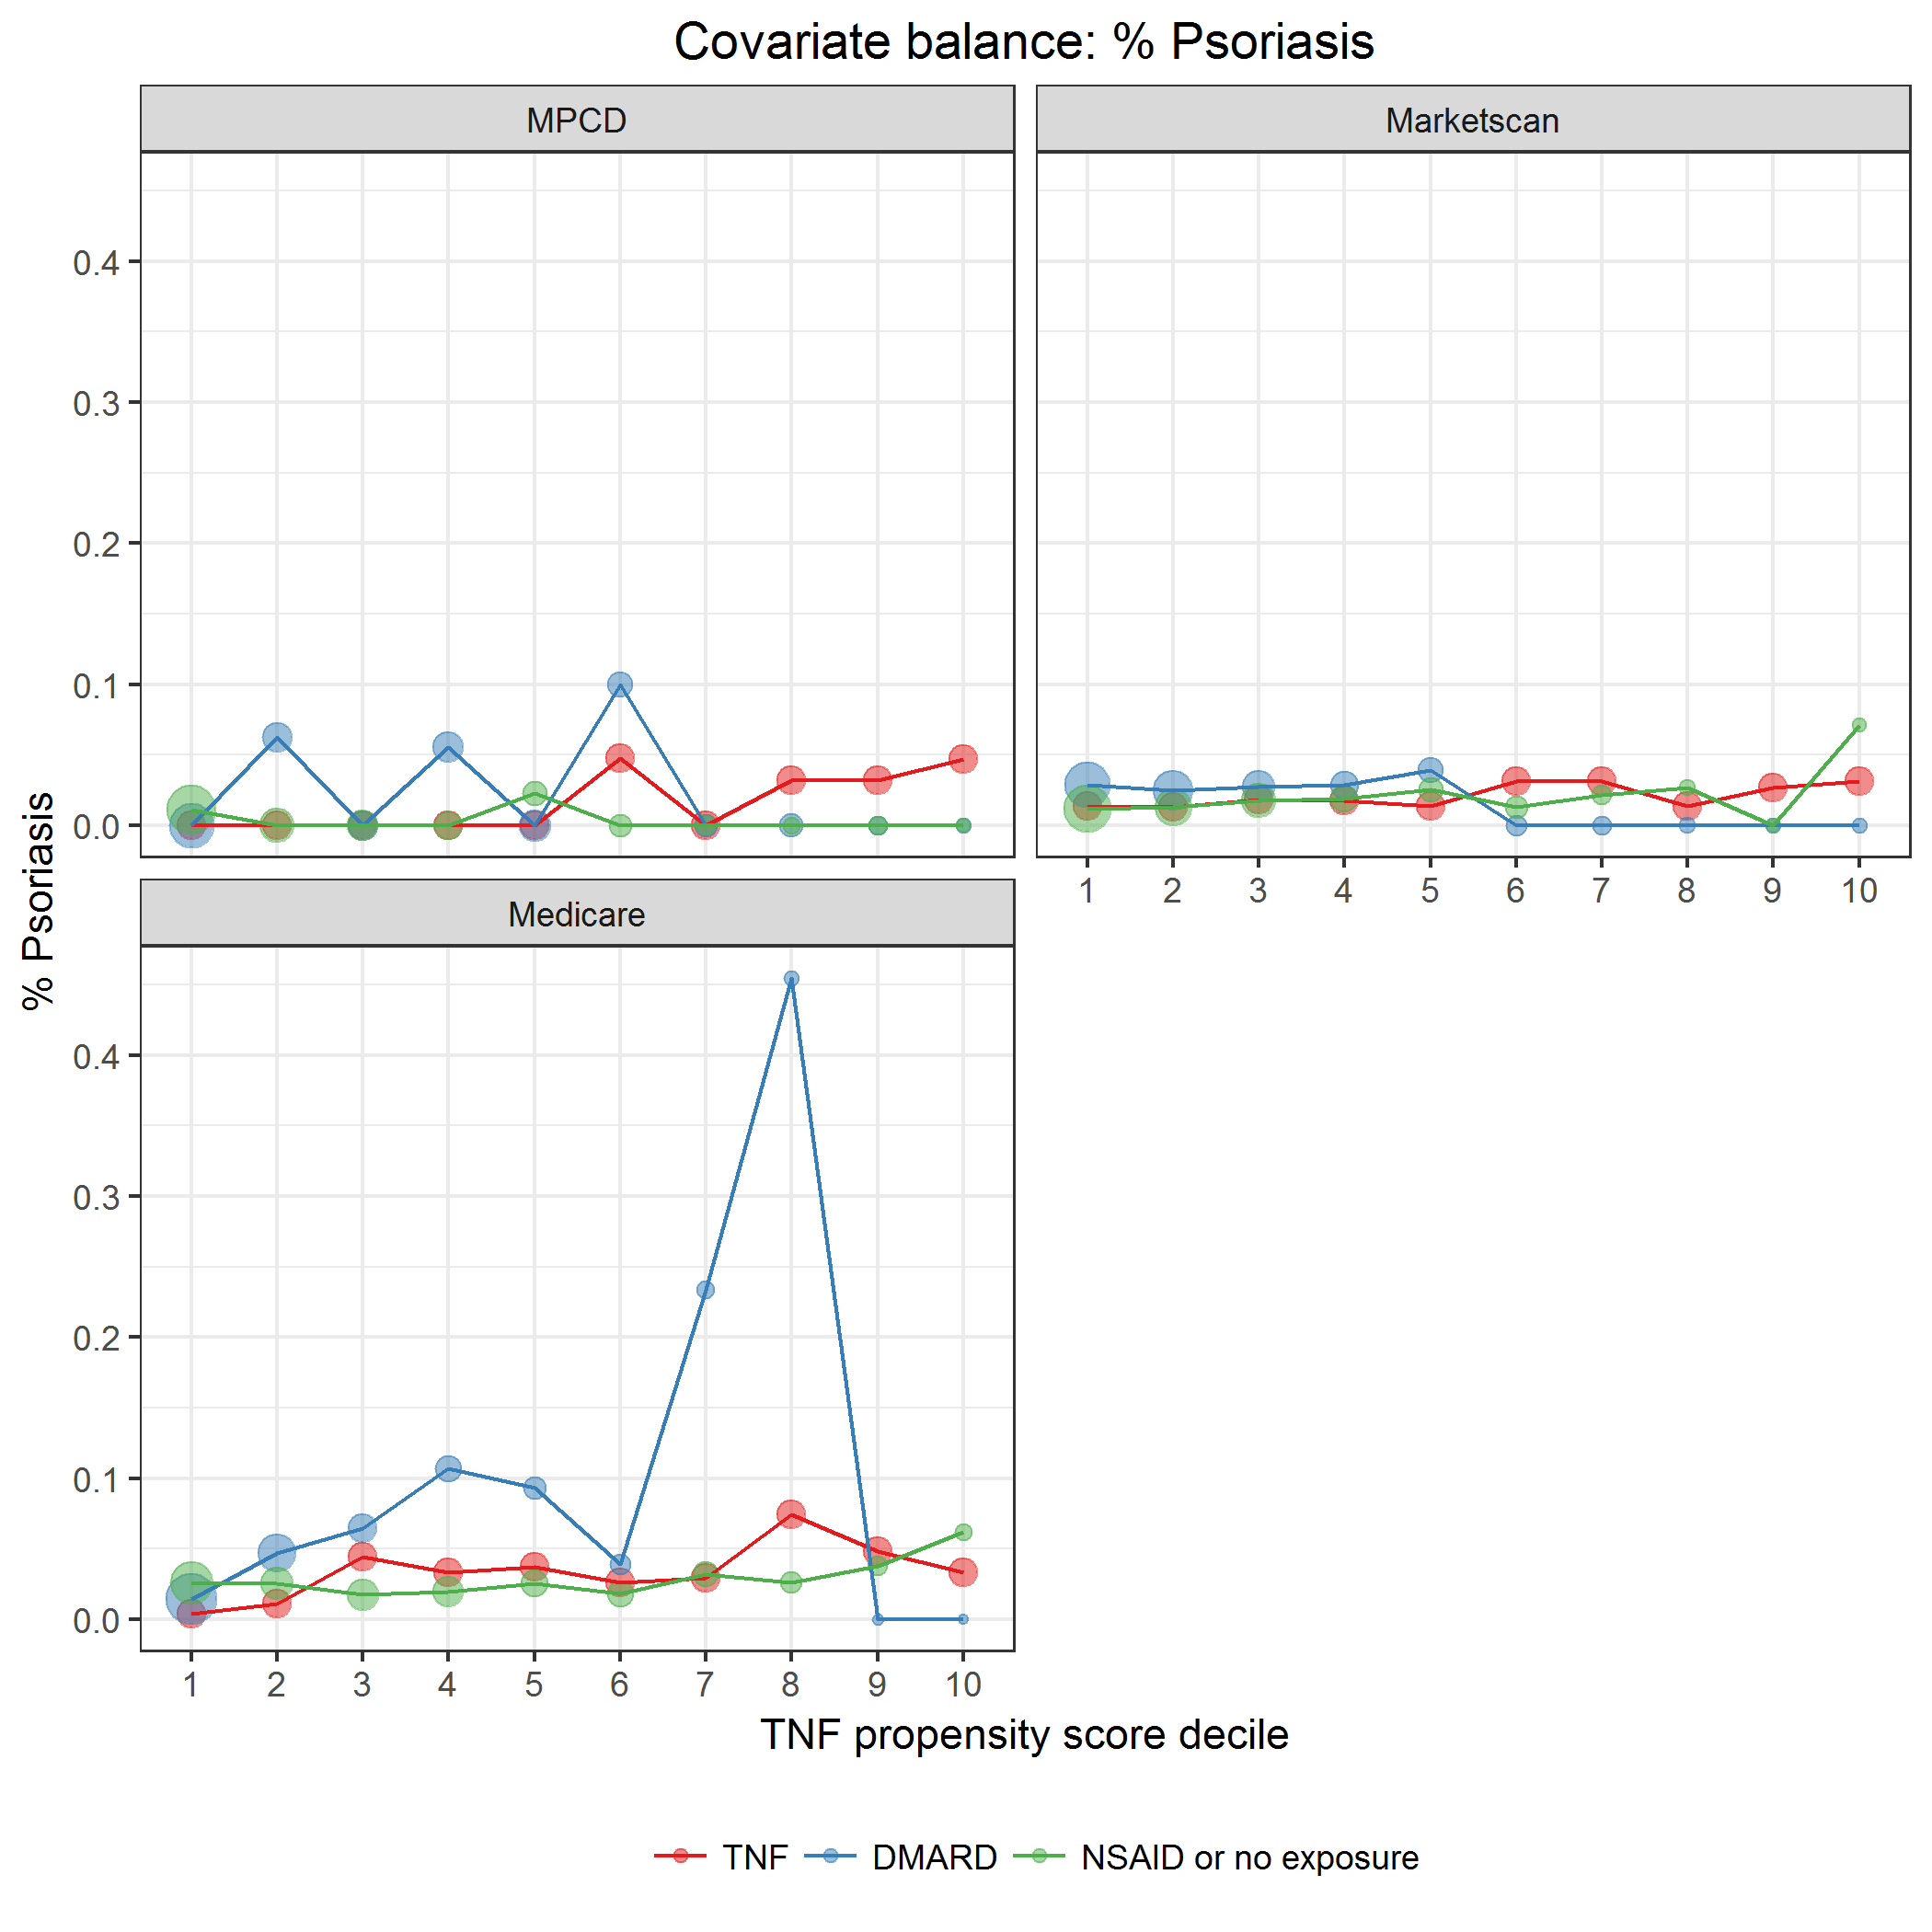 Covariate balance: % Psoriasis
MPCD
Marketscan
0.4
0.3
0.2
0.1
0.0
1 2 3 4 5 6 7 8 9 10
Medicare
% Psoriasis
0.4
0.3
0.2
0.1
0.0
1 2 3 4 5 6 7 8 9 10
TNF propensity score decile
TNF DMARD NSAID or no exposure